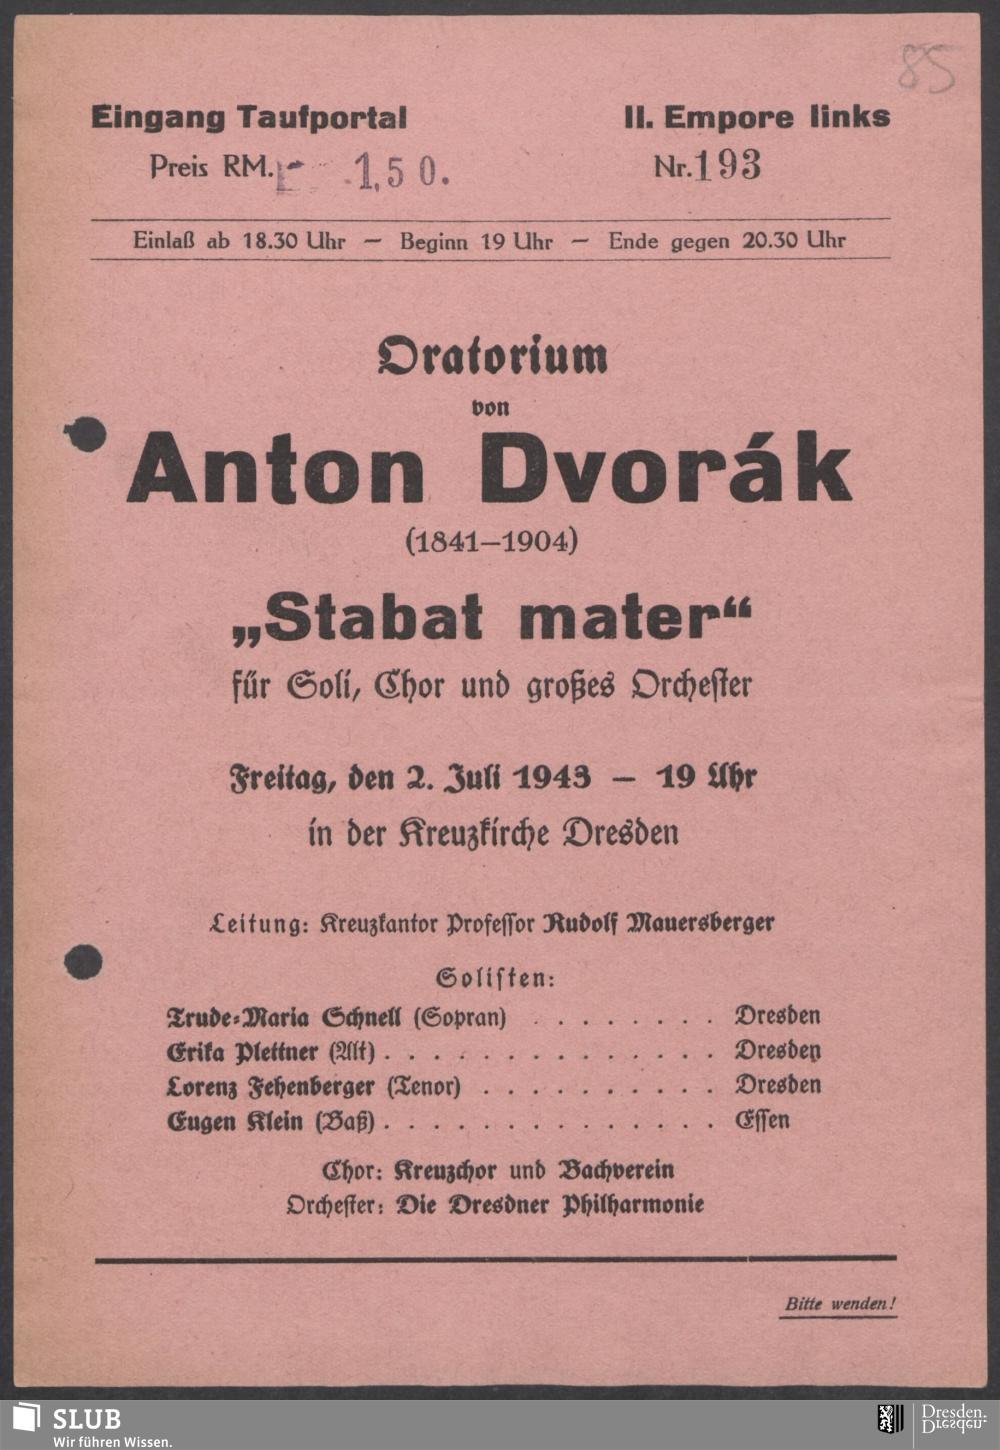 85
Eingang Taufportal II. Empore links
Preis RM. 1,50. Nr. 193
Einlaß ab 18.30 Uhr — Beginn 19 Uhr — Ende gegen 20.30 Uhr
Oratorium
von
Anton Dvorák
(1841—1904)
„Stabat mater“
für Soli, Chor und großes Orchester
Freitag, den 2. Juli 1943 — 19 Uhr
in der Kreuzkirche Dresden
Leitung: Kreuzkantor Professor Rudolf Mauersberger
Solisten:
Trude-Maria Schnell (Sopran) . . . . . . . . Dresden
Erika Plettner (Alt) . . . . . . . . . . . . . . Dresden
Lorenz Fehenberger (Tenor) . . . . . . . . . . Dresden
Eugen Klein (Baß) . . . . . . . . . . . . . . Essen
Chor: Kreuzchor und Bachverein
Orchester: Die Dresdner Philharmonie
Bitte wenden!
SLUB
Wir führen Wissen.
Dresden.
Dresden.